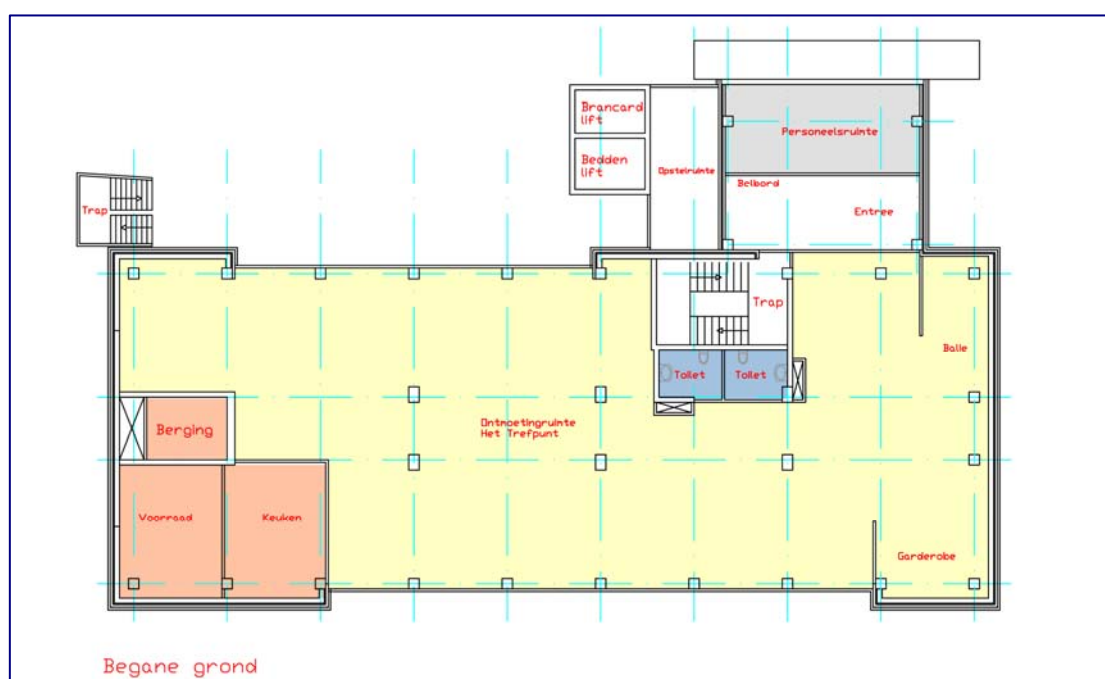 Brancard
lift
Personeelsruimte
Bedden
lift
Opstelruimte
Belbord
Trap
Entree
Trap
Balie
Toilet
Toilet
Ontmoetingruimte
Het Trefpunt
Berging
Voorraad
Keuken
Garderobe
Begane grond